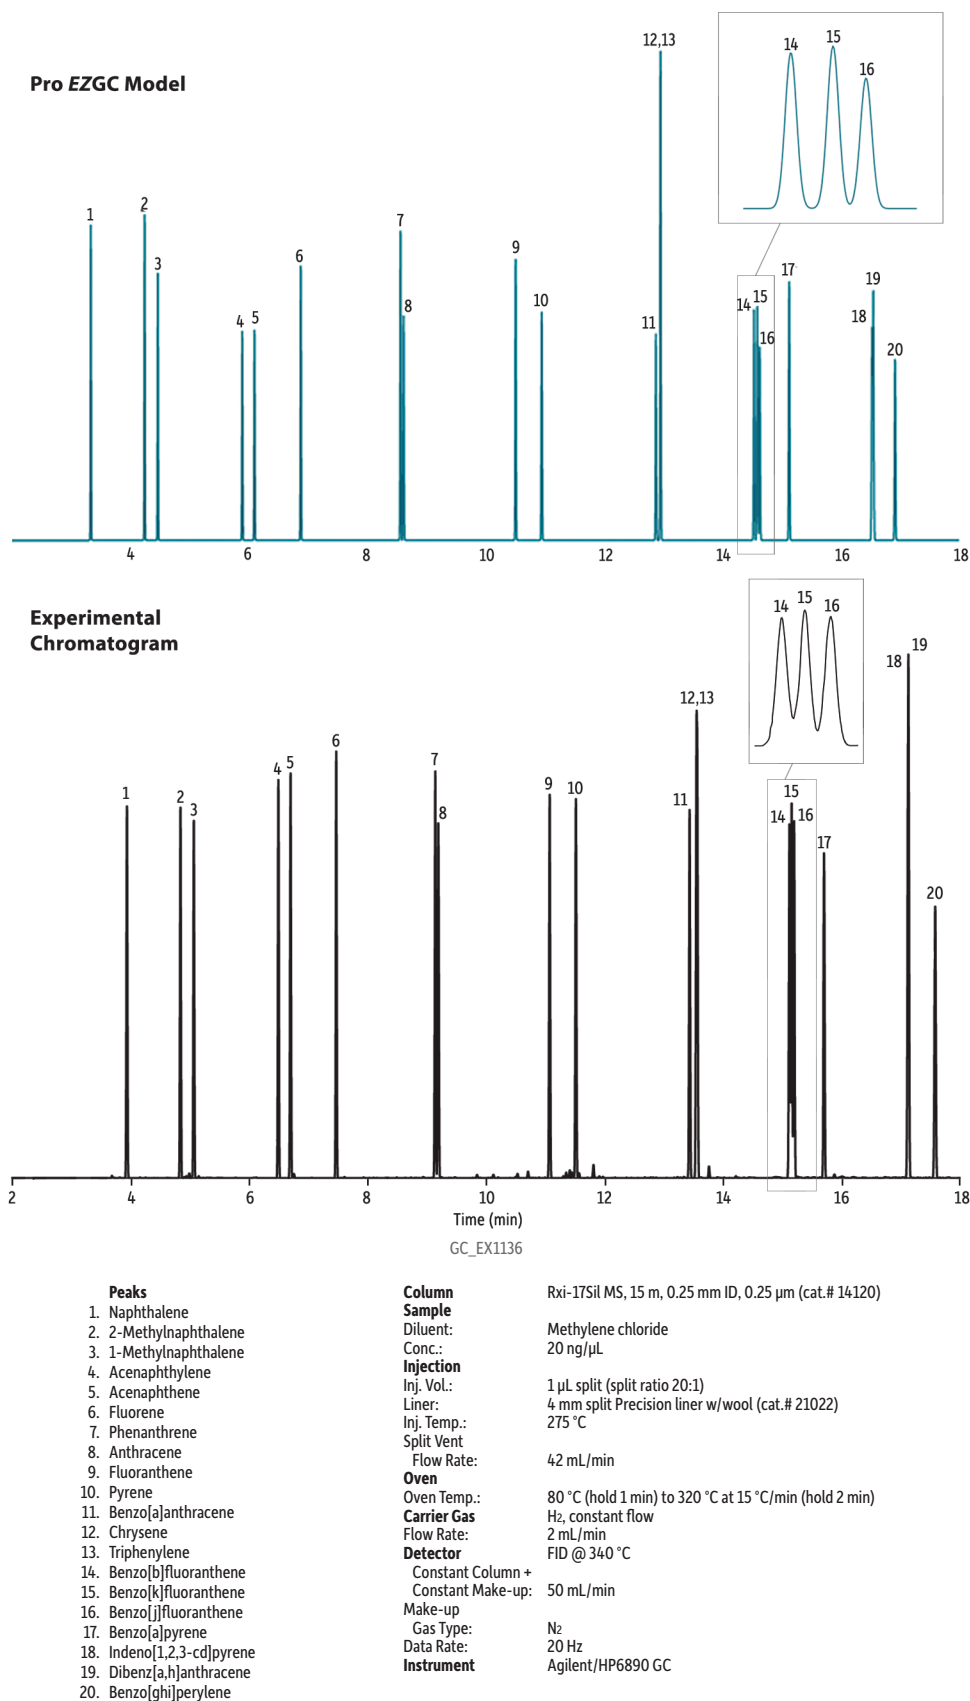 Pro EZGC Model
12,13
14
15
16
1
2
3
4
5
6
7
8
9
10
11
14
15
16
17
18
19
20
4
6
8
10
12
14
16
18
Experimental
Chromatogram
14
15
16
1
2
3
4
5
6
7
8
9
10
11
12,13
14
15
16
17
18
19
20
2
4
6
8
10
12
14
16
18
Time (min)
GC_EX1136
Peaks
1. Naphthalene
2. 2-Methylnaphthalene
3. 1-Methylnaphthalene
4. Acenaphthylene
5. Acenaphthene
6. Fluorene
7. Phenanthrene
8. Anthracene
9. Fluoranthene
10. Pyrene
11. Benzo[a]anthracene
12. Chrysene
13. Triphenylene
14. Benzo[b]fluoranthene
15. Benzo[k]fluoranthene
16. Benzo[j]fluoranthene
17. Benzo[a]pyrene
18. Indeno[1,2,3-cd]pyrene
19. Dibenz[a,h]anthracene
20. Benzo[ghi]perylene
Column Rxi-17Sil MS, 15 m, 0.25 mm ID, 0.25 µm (cat.# 14120)
Sample
Diluent: Methylene chloride
Conc.: 20 ng/µL
Injection
Inj. Vol.: 1 µL split (split ratio 20:1)
Liner: 4 mm split Precision liner w/wool (cat.# 21022)
Inj. Temp.: 275 °C
Split Vent
Flow Rate: 42 mL/min
Oven
Oven Temp.: 80 °C (hold 1 min) to 320 °C at 15 °C/min (hold 2 min)
Carrier Gas H2, constant flow
Flow Rate: 2 mL/min
Detector FID @ 340 °C
Constant Column +
Constant Make-up: 50 mL/min
Make-up
Gas Type: N2
Data Rate: 20 Hz
Instrument Agilent/HP6890 GC